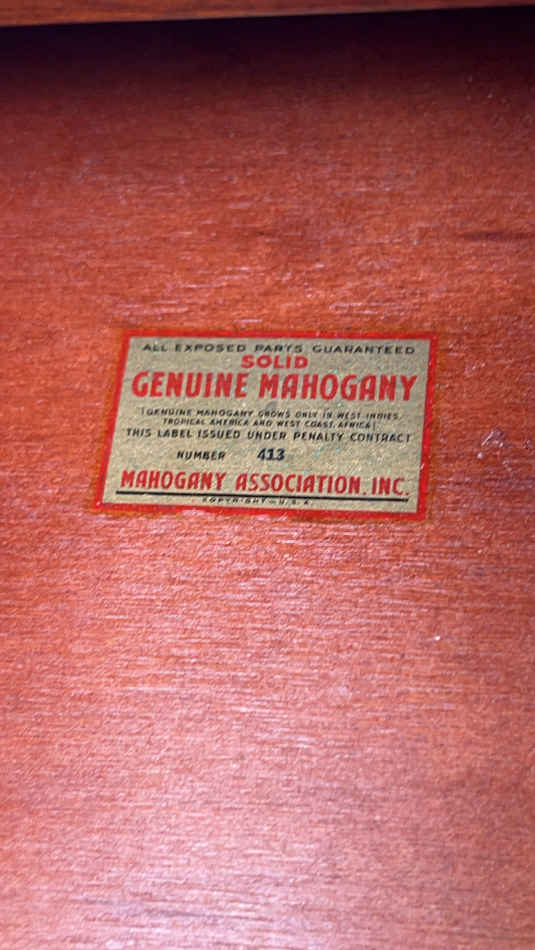 ALL EXPOSED PARTS GUARANTEED
SOLID
GENUINE MAHOGANY
(GENUINE MAHOGANY GROWS ONLY IN WEST INDIES,
TROPICAL AMERICA AND WEST COAST, AFRICA)
THIS LABEL ISSUED UNDER PENALTY CONTRACT
NUMBER 413
MAHOGANY ASSOCIATION, INC.
COPYRIGHT—U.S.A.